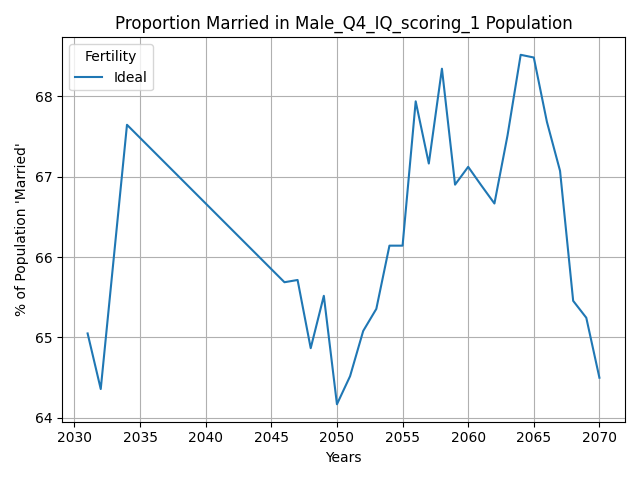 Proportion Married in Male_Q4_IQ_scoring_1 Population
Fertility
Ideal
% of Population 'Married'
68
67
66
65
64
2030 2035 2040 2045 2050 2055 2060 2065 2070
Years